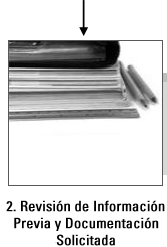 2. Revisión de Información
Previa y Documentación
Solicitada